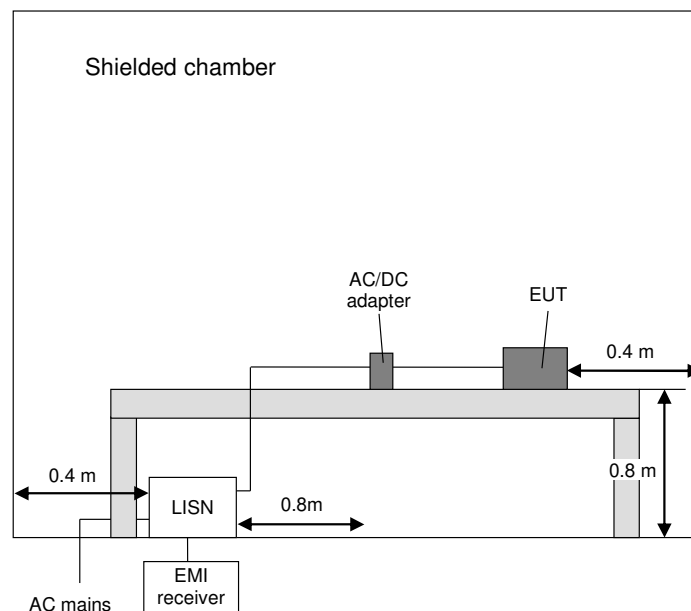 Shielded chamber
AC/DC
adapter
EUT
0.4 m
0.4 m
0.8 m
LISN
0.8m
EMI
receiver
AC mains